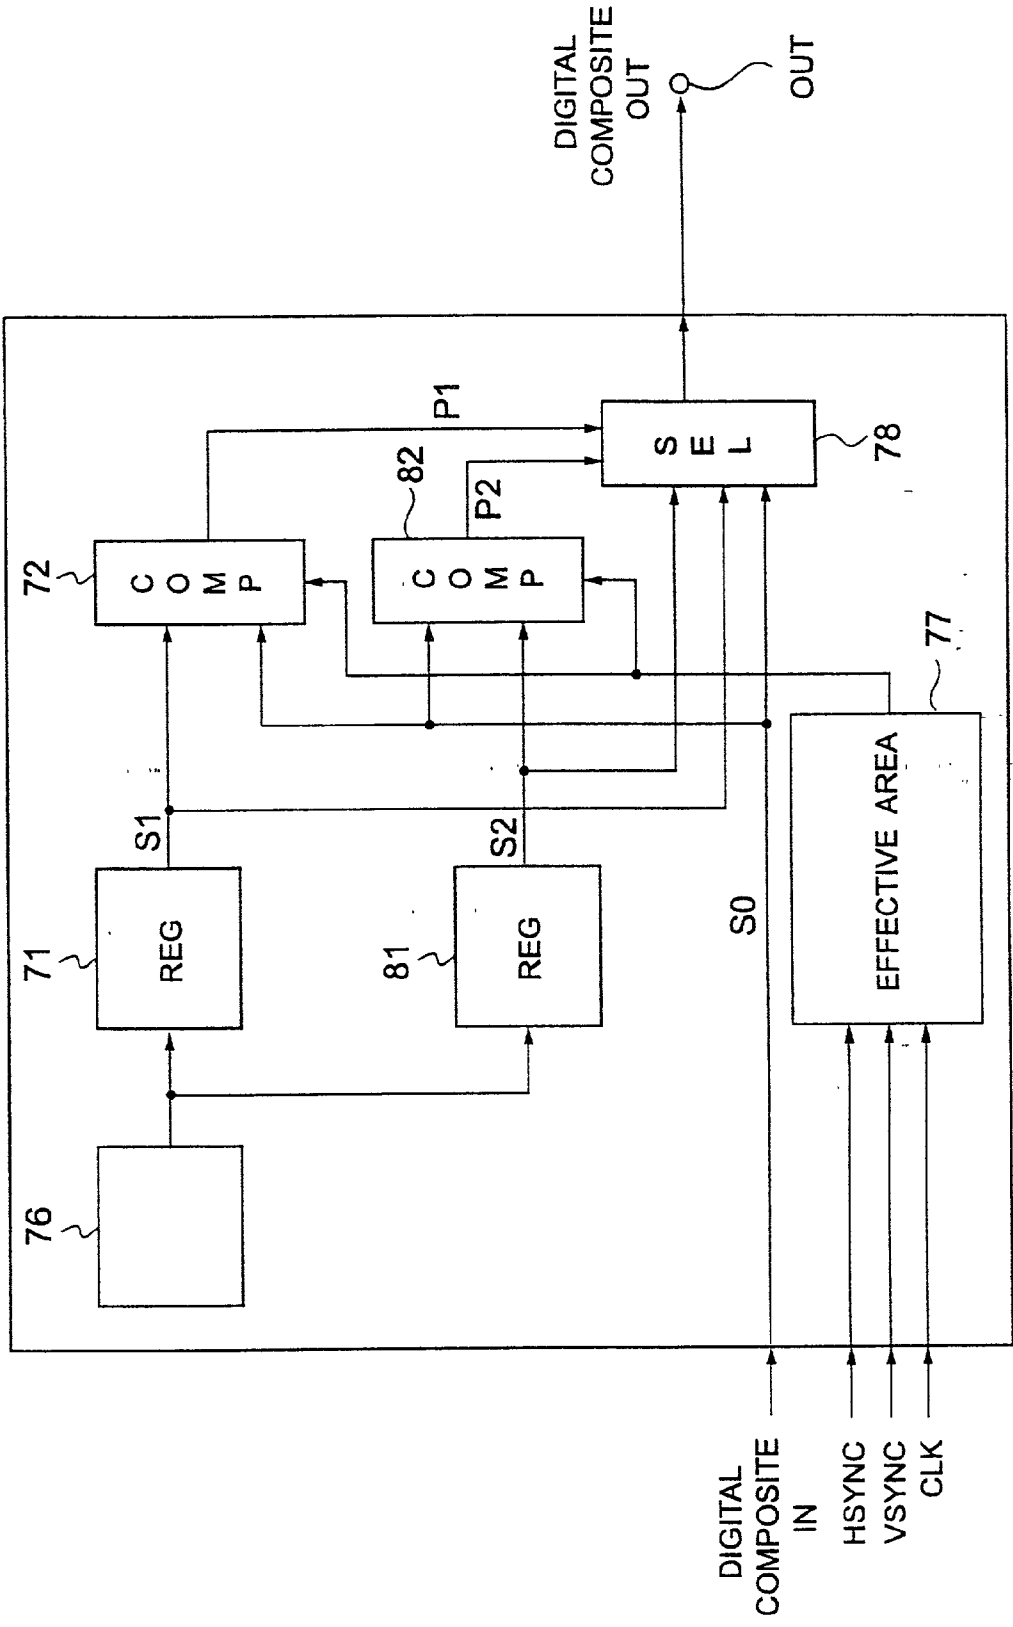 76
71
REG
S1
72
COMP
P1
81
REG
S2
82
COMP
P2
SEL
78
DIGITAL
COMPOSITE
OUT
OUT
DIGITAL
COMPOSITE
IN
S0
HSYNC
VSYNC
CLK
EFFECTIVE AREA
77